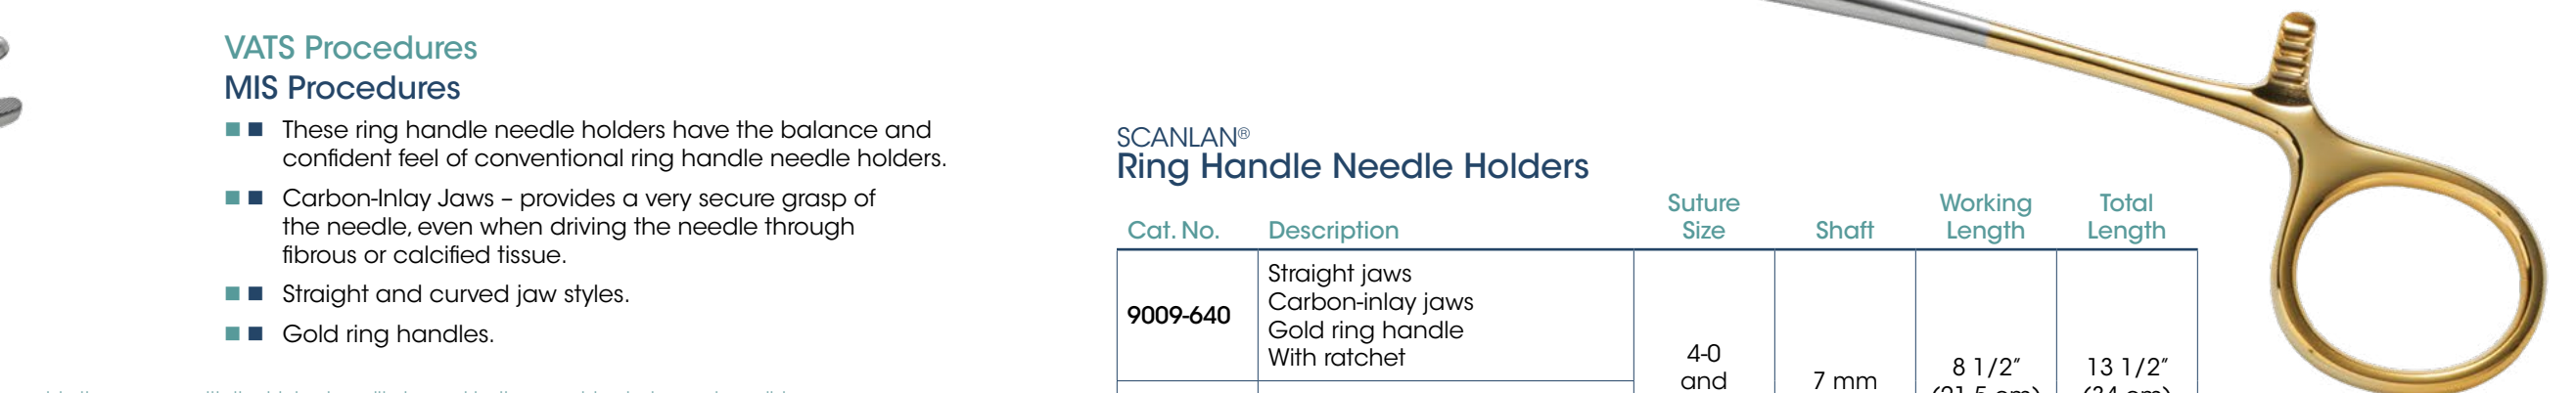 VATS Procedures
MIS Procedures
These ring handle needle holders have the balance and
confident feel of conventional ring handle needle holders.
Carbon-Inlay Jaws – provides a very secure grasp of
the needle, even when driving the needle through
fibrous or calcified tissue.
Straight and curved jaw styles.
Gold ring handles.
SCANLAN®
Ring Handle Needle Holders
Cat. No. Description Suture Size Shaft Working Length Total Length
9009-640
Straight jaws
Carbon-inlay jaws
Gold ring handle
With ratchet
4-0
and
7 mm
8 1/2″
13 1/2″